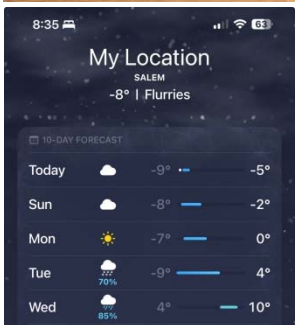 8:35
63
My Location
SALEM
-8° | Flurries
10-DAY FORECAST
Today -9° -5°
Sun -8° -2°
Mon -7° 0°
Tue 70% -9° 4°
Wed 85% 4° 10°